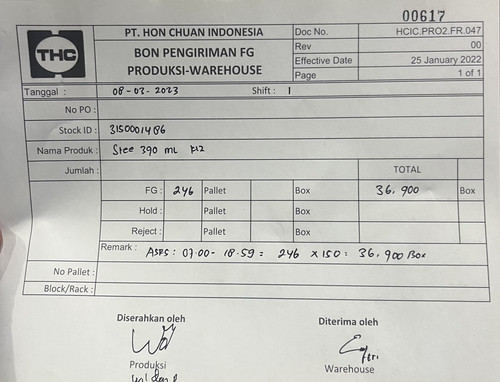 00617
THC
PT. HON CHUAN INDONESIA
BON PENGIRIMAN FG
PRODUKSI-WAREHOUSE
Doc No. HCIC.PRO2.FR.047
Rev 00
Effective Date 25 January 2022
Page 1 of 1
Tanggal : 08-03-2023 Shift : 1
No PO :
Stock ID : 3150001486
Nama Produk : Stee 390 mL K12
Jumlah : TOTAL
FG : 246 Pallet Box 36.900 Box
Hold : Pallet Box
Reject : Pallet Box
Remark : ASRS : 07.00 - 18.59 = 246 x 150 = 36.900 Box
No Pallet :
Block/Rack :
Diserahkan oleh Diterima oleh
Produksi Warehouse